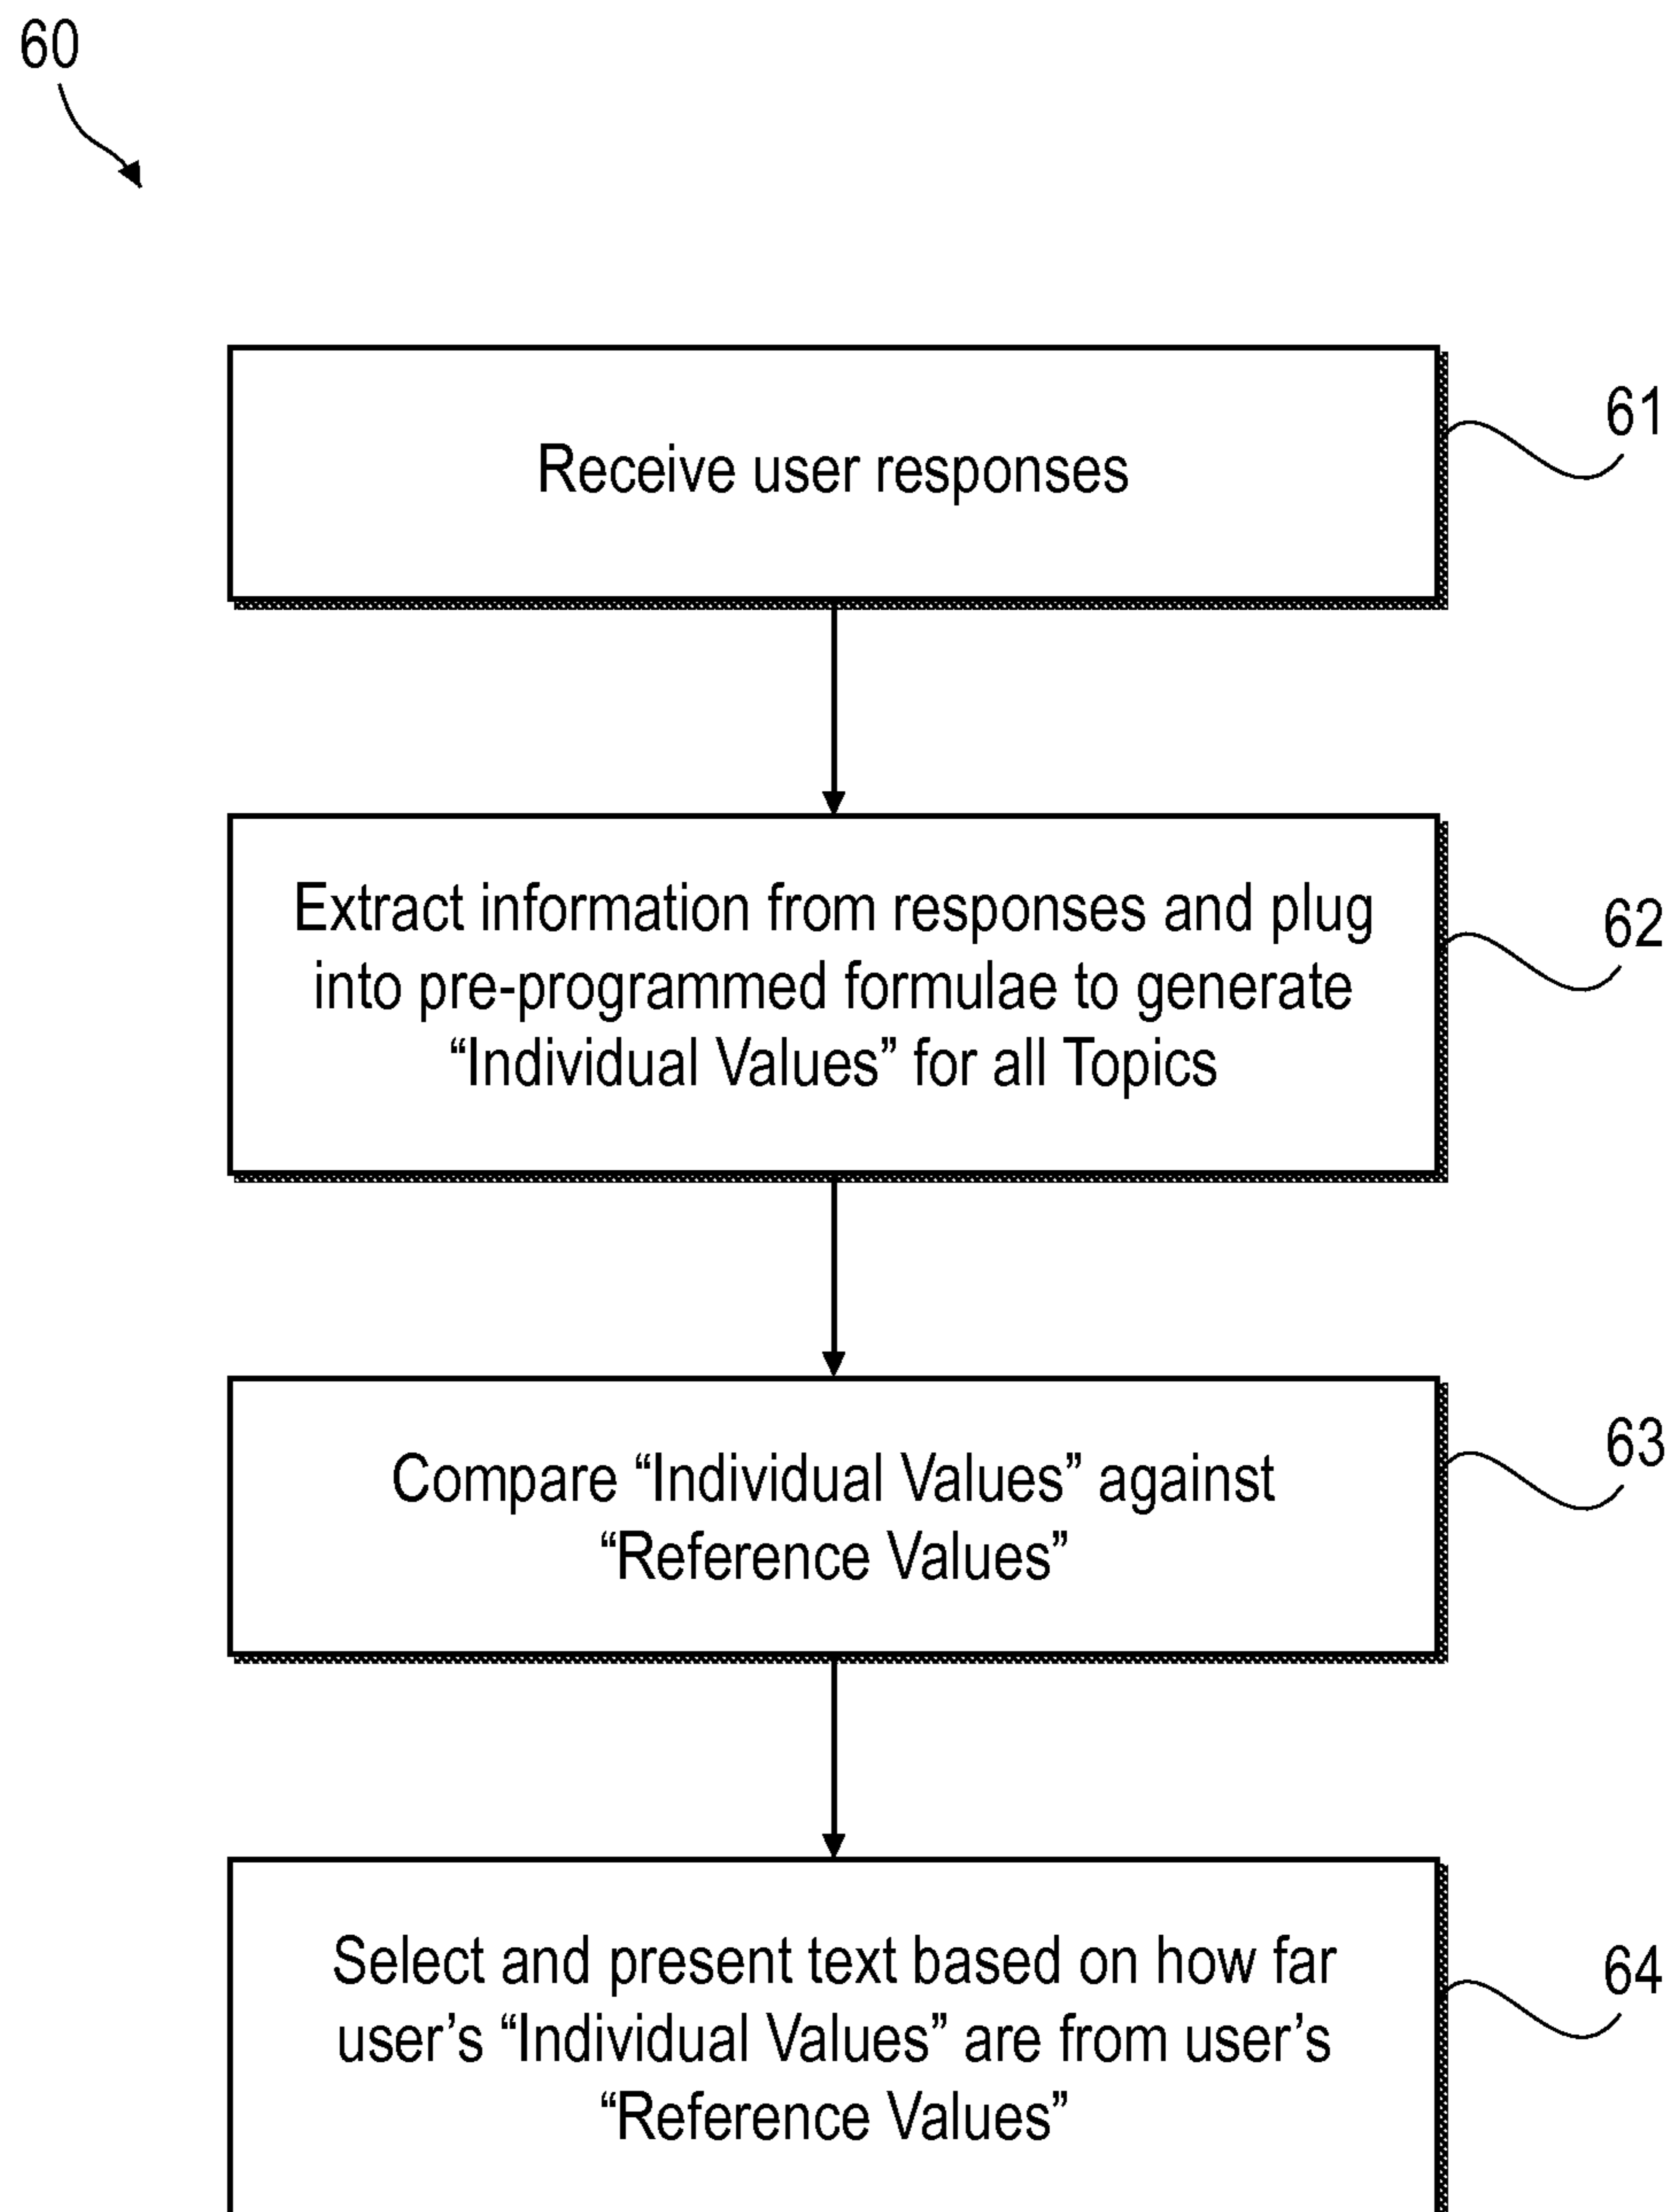 60
Receive user responses
61
Extract information from responses and plug
into pre-programmed formulae to generate
“Individual Values” for all Topics
62
Compare “Individual Values” against
“Reference Values”
63
Select and present text based on how far
user’s “Individual Values” are from user’s
“Reference Values”
64